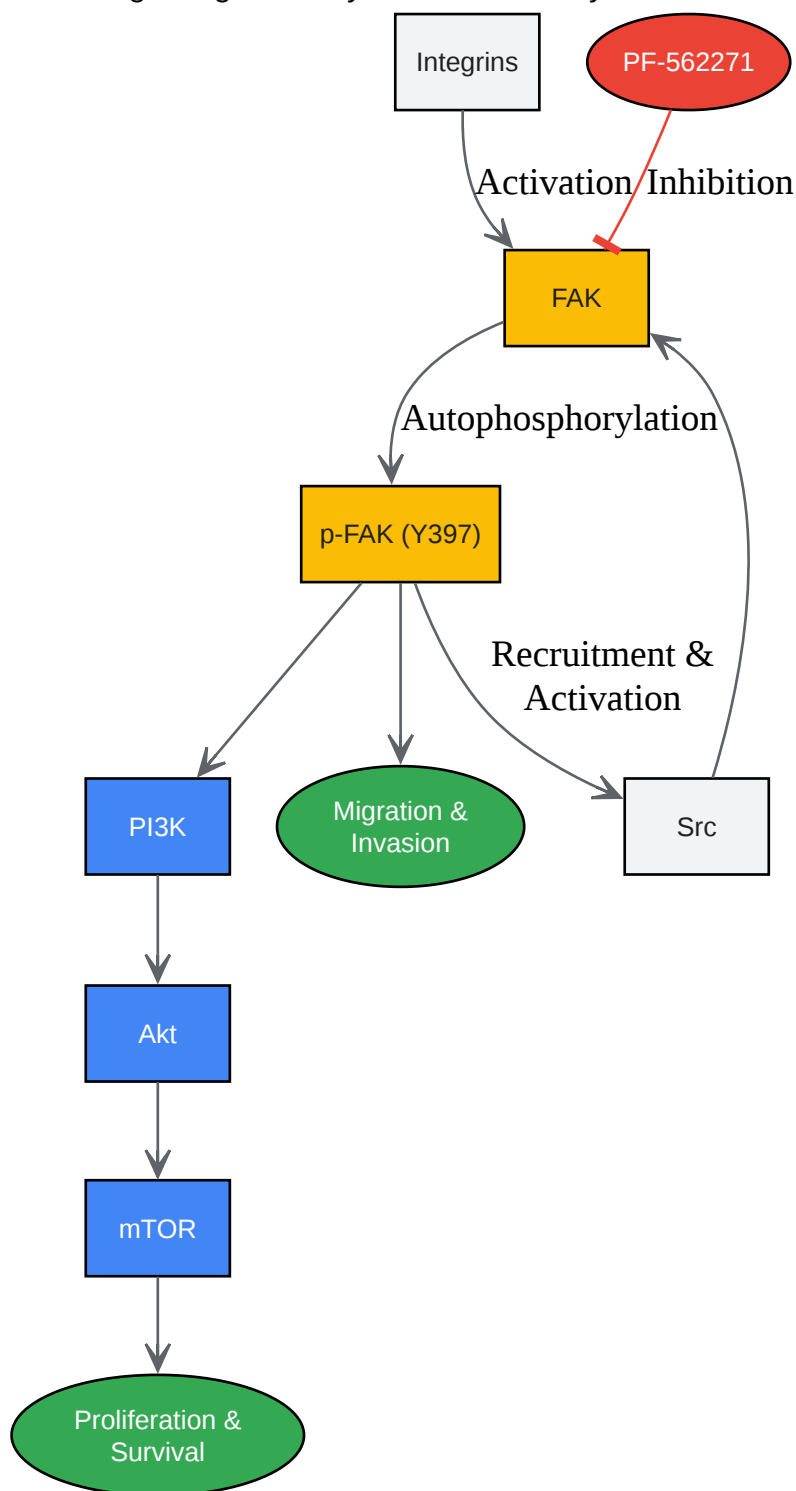 Integrins
PF-562271
Activation
Inhibition
FAK
Autophosphorylation
p-FAK (Y397)
Recruitment &
Activation
PI3K
Migration &
Invasion
Src
Akt
mTOR
Proliferation &
Survival